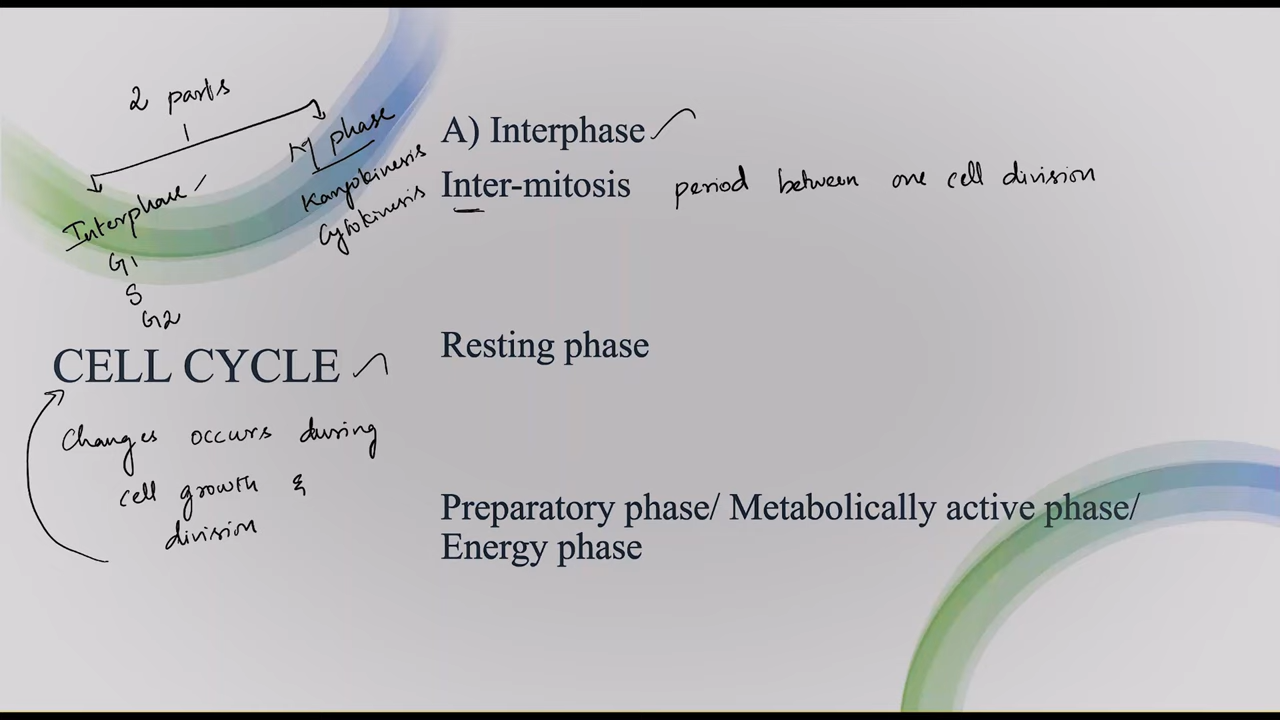 2 parts
Interphase
G1
S
G2
M phase
Karyokinesis
Cytokinesis
CELL CYCLE
Changes occurs during
cell growth &
division
A) Interphase
Inter-mitosis period between one cell division
Resting phase
Preparatory phase/ Metabolically active phase/
Energy phase